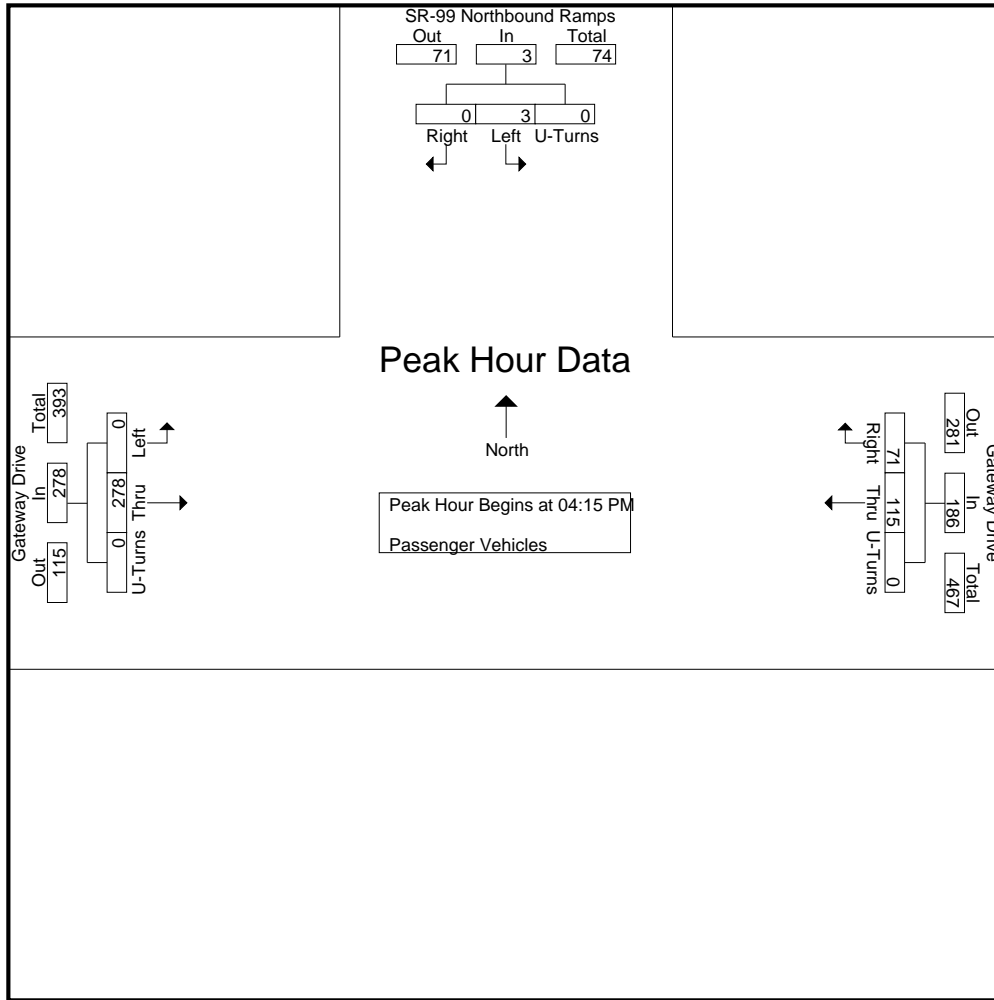 SR-99 Northbound Ramps
Out In Total
71 3 74
0 3 0
Right Left U-Turns
Peak Hour Data
North
Peak Hour Begins at 04:15 PM
Passenger Vehicles
Gateway Drive
Out In Total
115 278 393
0 278 0
U-Turns Thru Left
Gateway Drive
Out In Total
281 186 467
71 115 0
Right Thru U-Turns